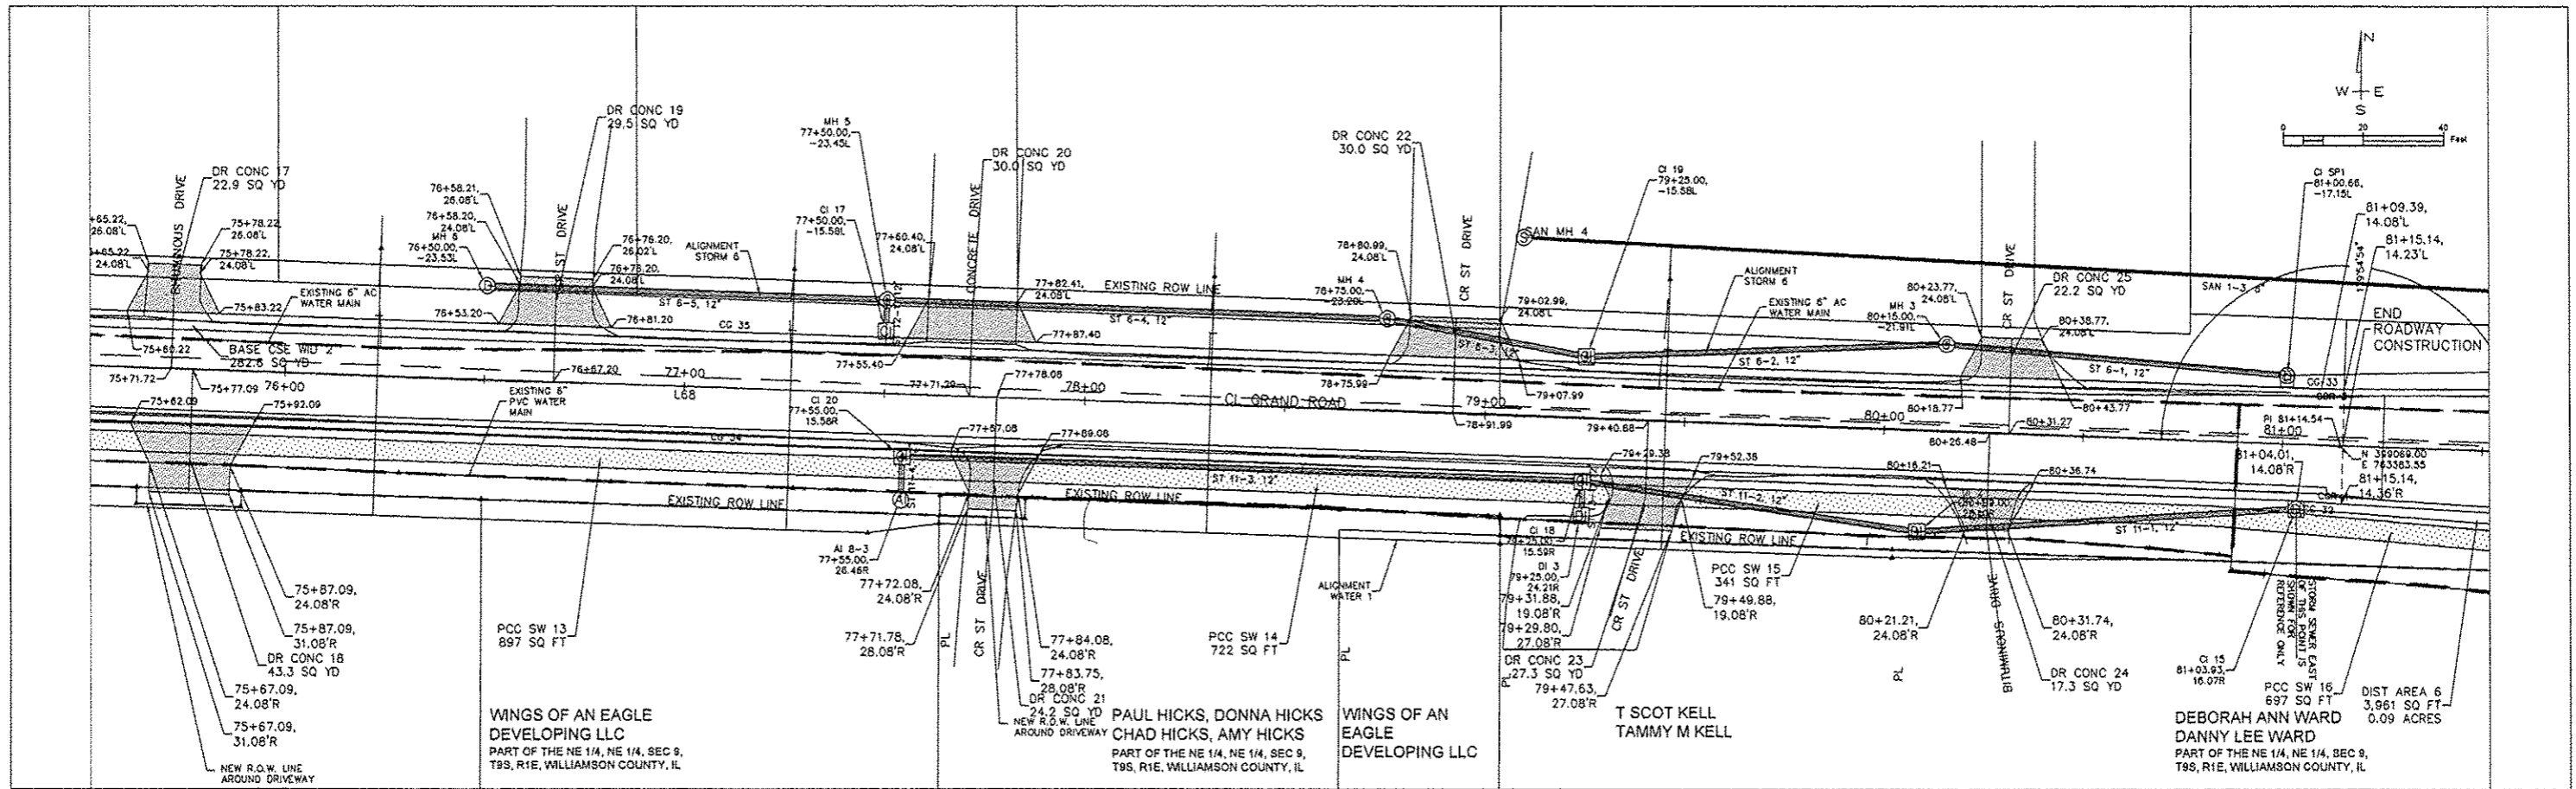 N
W E
S
0 20 40
Feet
DR CONC 17
22.9 SQ YD
DRIVE
+65.22,
26.08'L
+65.22
24.08'L
75+78.22
26.08'L
75+78.22,
24.08'L
75+83.22
EXISTING 6" AC
WATER MAIN
BASE CSE WID 2
282.6 SQ YD
75+71.72
75+77.09
76+00
DR CONC 19
29.5 SQ YD
76+58.21,
26.08'L
76+58.20,
24.08'L
76+50.00,
-23.53L
CR ST DRIVE
76+76.20,
26.02'L
76+76.20,
24.08'L
76+53.20
76+81.20
ALIGNMENT
STORM 6
ST 6-5, 12"
CG 35
76+67.20
77+00
L68
MH 5
77+50.00,
-23.45L
CI 17
77+50.00,
-15.58L
77+60.40,
24.08'L
CONCRETE DRIVE
DR CONC 20
30.0 SQ YD
77+82.41,
24.08'L
77+87.40
77+55.40
77+71.29
77+78.08
78+00
EXISTING ROW LINE
ST 6-4, 12"
DR CONC 22
30.0 SQ YD
78+80.99,
24.08'L
MH 4
-23.20L
CR ST DRIVE
79+02.99,
24.08'L
78+75.99
79+07.99
78+91.99
79+00
ST 6-3, 12"
SAN MH 4
CI 19
79+25.00,
-15.58L
ALIGNMENT
STORM 6
EXISTING 6" AC
WATER MAIN
ST 6-2, 12"
MH 3
80+15.00,
-21.91L
80+23.77,
24.08'L
CR ST DRIVE
DR CONC 25
22.2 SQ YD
80+38.77,
24.08'L
80+18.77
80+43.77
80+31.27
80+26.48
80+00
ST 6-1, 12"
CI SP1
81+00.66,
-17.15L
81+09.39,
14.08'L
81+15.14,
14.23'L
END
ROADWAY
CONSTRUCTION
CG 33
PI 81+14.54
81+00
N 399069.00
E 763383.55
81+04.01,
14.08'R
81+15.14,
14.36'R
75+62.09
75+92.09
EXISTING 6"
PVC WATER
MAIN
CG 34
EXISTING ROW LINE
CI 20
77+55.00,
15.58R
77+89.08
ST 11-3, 12"
EXISTING ROW LINE
AI 8-3
77+55.00,
26.46R
79+40.68
79+29.38
79+52.38
ST 11-2, 12"
80+16.21
80+36.74
ST 11-1, 12"
EXISTING ROW LINE
CI 18
15.59R
DI 3
79+25.00,
24.21R
79+31.88,
19.08'R
79+29.80,
27.08'R
ALIGNMENT
WATER 1
PCC SW 15
341 SQ FT
79+49.88,
19.08'R
DR CONC 23
27.3 SQ YD
79+47.63,
27.08'R
CR ST DRIVE
80+21.21,
24.08'R
BITUMINOUS DRIVE
80+31.74,
24.08'R
DR CONC 24
17.3 SQ YD
STORM SEWER EAST
OF THIS POINT IS
SHOWN FOR
REFERENCE ONLY
CI 15
81+03.93,
16.07R
PCC SW 16
697 SQ FT
DIST AREA 6
3,961 SQ FT
0.09 ACRES
75+87.09,
24.08'R
75+87.09,
31.08'R
DR CONC 18
43.3 SQ YD
75+67.09,
24.08'R
75+67.09,
31.08'R
NEW R.O.W. LINE
AROUND DRIVEWAY
PCC SW 13
897 SQ FT
77+72.08,
24.08'R
77+71.78,
28.08'R
PL
CR ST DRIVE
77+84.08,
24.08'R
77+83.75,
28.08'R
DR CONC 21
24.2 SQ YD
NEW R.O.W. LINE
AROUND DRIVEWAY
PCC SW 14
722 SQ FT
PL
PL
PL
WINGS OF AN EAGLE
DEVELOPING LLC
PART OF THE NE 1/4, NE 1/4, SEC 9,
T9S, R1E, WILLIAMSON COUNTY, IL
PAUL HICKS, DONNA HICKS
CHAD HICKS, AMY HICKS
PART OF THE NE 1/4, NE 1/4, SEC 9,
T9S, R1E, WILLIAMSON COUNTY, IL
WINGS OF AN
EAGLE
DEVELOPING LLC
T SCOT KELL
TAMMY M KELL
DEBORAH ANN WARD
DANNY LEE WARD
PART OF THE NE 1/4, NE 1/4, SEC 9,
T9S, R1E, WILLIAMSON COUNTY, IL